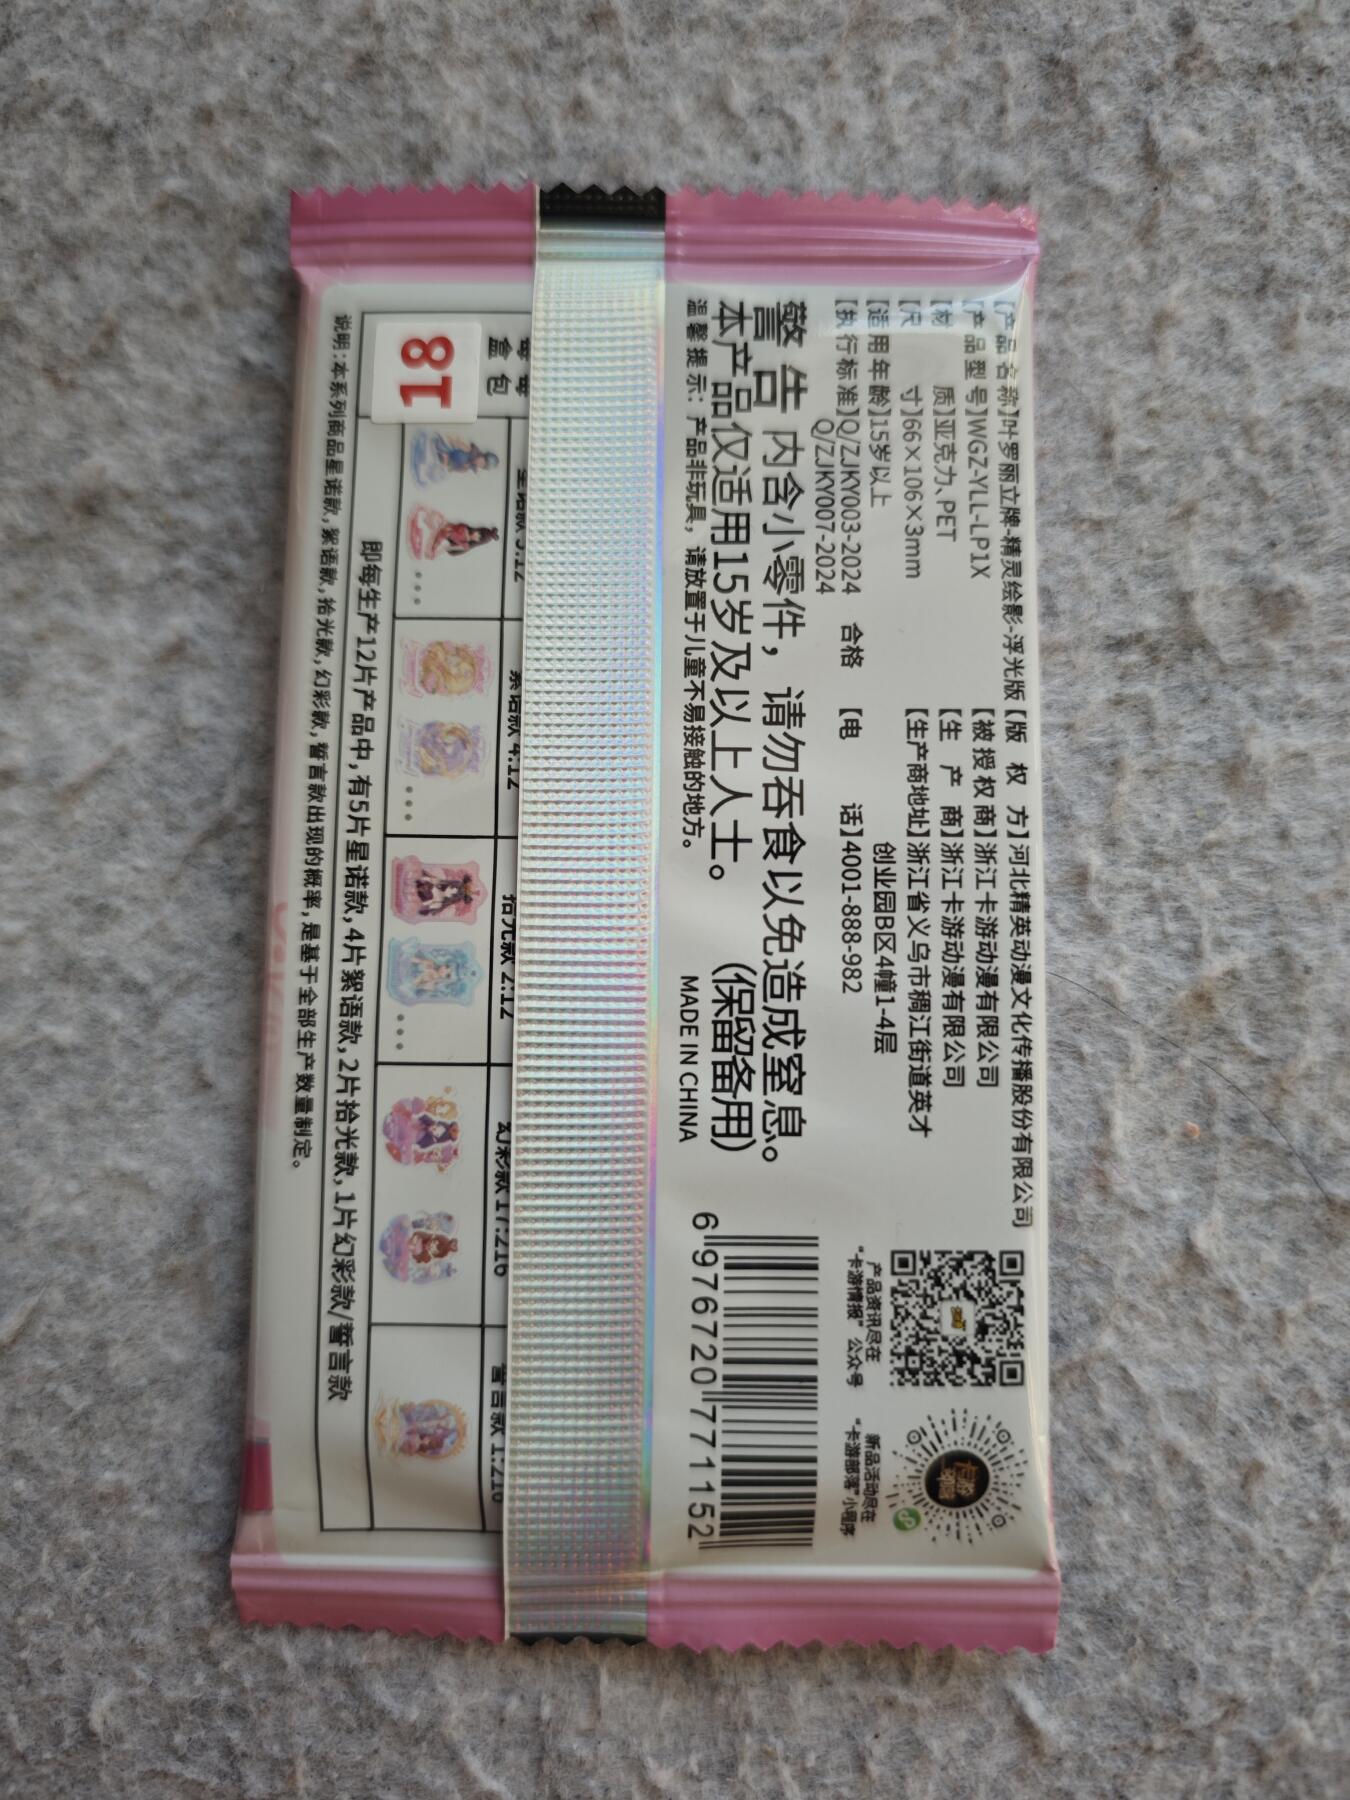 【产品名称】叶罗丽立牌-精灵绘影-浮光版
【产品型号】WGZ-YLL-LP1X
【材 质】亚克力、PET
【尺 寸】66×106×3mm
【适用年龄】15岁以上
【执行标准】Q/ZJKY003-2024 合格
Q/ZJKY007-2024
【版 权 方】河北精英动漫文化传播股份有限公司
【被授权商】浙江卡游动漫有限公司
【生 产 商】浙江卡游动漫有限公司
【生产商地址】浙江省义乌市稠江街道英才
创业园B区4幢1-4层
【电 话】4001-888-982
警告 内含小零件，请勿吞食以免造成窒息。
本产品仅适用15岁及以上人士。 (保留备用)
温馨提示：产品非玩具，请放置于儿童不易接触的地方。 MADE IN CHINA
产品资讯尽在
“卡游情报”公众号
新品活动尽在
“卡游部落”小程序
6 976720 771152
每包
每盒
星诺款 5:12
絮语款 4:12
拾光款 2:12
幻彩款 17:216
誓言款 1:216
18
即每生产12片产品中,有5片星诺款,4片絮语款,2片拾光款,1片幻彩款/誓言款
说明:本系列商品星诺款,絮语款,拾光款,幻彩款,誓言款出现的概率,是基于全部生产数量制定。